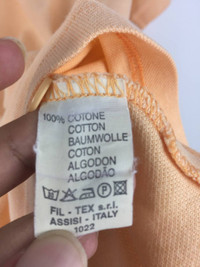 100% COTONE
COTTON
BAUMWOLLE
COTON
ALGODON
ALGODÃO
FIL - TEX s.r.l.
ASSISI - ITALY
1022